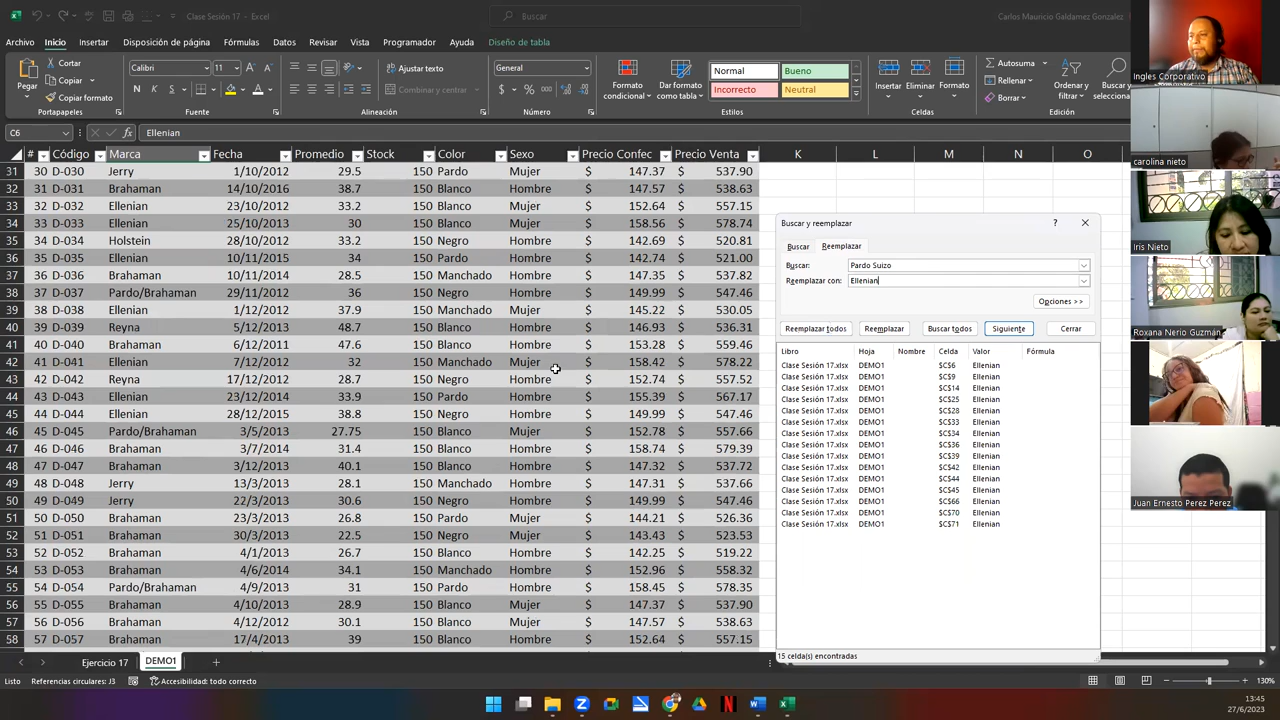 Clase Sesión 17 - Excel
Buscar
Carlos Mauricio Galdamez Gonzalez
Archivo Inicio Insertar Disposición de página Fórmulas Datos Revisar Vista Programador Ayuda Diseño de tabla
Pegar
Cortar
Copiar
Copiar formato
Portapapeles
Calibri 11
Fuente
Ajustar texto
Combinar y centrar
Alineación
General
Número
Formato condicional
Dar formato como tabla
Normal Bueno
Incorrecto Neutral
Estilos
Insertar Eliminar Formato
Celdas
Autosuma
Rellenar
Borrar
Ordenar y filtrar
Buscar y
C6 fx Ellenian
# Código Marca Fecha Promedio Stock Color Sexo Precio Confec Precio Venta K L M N O
31 30 D-030 Jerry 1/10/2012 29.5 150 Pardo Mujer $ 147.37 $ 537.90
32 31 D-031 Brahaman 14/10/2016 38.7 150 Blanco Hombre $ 147.57 $ 538.63
33 32 D-032 Ellenian 23/10/2012 33.2 150 Blanco Mujer $ 152.64 $ 557.15
34 33 D-033 Ellenian 25/10/2013 30 150 Blanco Mujer $ 158.56 $ 578.74
35 34 D-034 Holstein 28/10/2012 33.2 150 Negro Hombre $ 142.69 $ 520.81
36 35 D-035 Ellenian 10/11/2015 34 150 Pardo Mujer $ 142.74 $ 521.00
37 36 D-036 Brahaman 10/11/2014 28.5 150 Manchado Mujer $ 147.35 $ 537.82
38 37 D-037 Pardo/Brahaman 29/11/2012 36 150 Negro Hombre $ 149.99 $ 547.46
39 38 D-038 Ellenian 1/12/2013 31 150 Manchado Mujer $ 145.22 $ 530.05
40 39 D-039 Reyna 5/12/2013 48.7 150 Blanco Hombre $ 146.93 $ 536.31
41 40 D-040 Brahaman 6/12/2011 47.6 150 Blanco Hombre $ 153.28 $ 559.46
42 41 D-041 Ellenian 7/12/2012 32 150 Manchado Mujer $ 158.42 $ 578.22
43 42 D-042 Reyna 17/12/2012 28.7 150 Negro Hombre $ 152.74 $ 557.52
44 43 D-043 Ellenian 23/12/2014 33.9 150 Pardo Hombre $ 155.39 $ 567.17
45 44 D-044 Ellenian 28/12/2015 38.8 150 Negro Hombre $ 149.99 $ 547.46
46 45 D-045 Pardo/Brahaman 3/5/2013 27.75 150 Blanco Mujer $ 152.78 $ 557.66
47 46 D-046 Brahaman 3/7/2014 31.4 150 Blanco Hombre $ 158.74 $ 579.39
48 47 D-047 Brahaman 3/12/2013 40.1 150 Blanco Hombre $ 147.32 $ 537.72
49 48 D-048 Jerry 3/13/2014 28.1 150 Manchado Hombre $ 147.31 $ 537.66
50 49 D-049 Jerry 22/3/2013 30.6 150 Negro Hombre $ 149.99 $ 547.46
51 50 D-050 Brahaman 23/3/2013 26.8 150 Pardo Mujer $ 144.21 $ 526.36
52 51 D-051 Brahaman 30/3/2013 22.5 150 Negro Mujer $ 143.43 $ 523.53
53 52 D-052 Brahaman 4/1/2013 26.7 150 Blanco Hombre $ 142.25 $ 519.22
54 53 D-053 Brahaman 4/6/2014 34.1 150 Manchado Hombre $ 152.96 $ 558.32
55 54 D-054 Pardo/Brahaman 4/9/2013 31 150 Pardo Hombre $ 158.45 $ 578.35
56 55 D-055 Brahaman 4/10/2013 28.9 150 Blanco Mujer $ 147.37 $ 537.90
57 56 D-056 Brahaman 4/12/2012 30.1 150 Blanco Mujer $ 147.57 $ 538.63
58 57 D-057 Brahaman 17/4/2013 39 150 Blanco Hombre $ 152.64 $ 557.15
Buscar y reemplazar ?
Buscar Reemplazar
Buscar: Pardo Suizo
Reemplazar con: Ellenian
Opciones >>
Reemplazar todos Reemplazar Buscar todos Siguiente Cerrar
Libro Hoja Nombre Celda Valor Fórmula
Clase Sesión 17.xlsx DEMO1 $C$6 Ellenian
Clase Sesión 17.xlsx DEMO1 $C$9 Ellenian
Clase Sesión 17.xlsx DEMO1 $C$14 Ellenian
Clase Sesión 17.xlsx DEMO1 $C$25 Ellenian
Clase Sesión 17.xlsx DEMO1 $C$28 Ellenian
Clase Sesión 17.xlsx DEMO1 $C$33 Ellenian
Clase Sesión 17.xlsx DEMO1 $C$34 Ellenian
Clase Sesión 17.xlsx DEMO1 $C$36 Ellenian
Clase Sesión 17.xlsx DEMO1 $C$39 Ellenian
Clase Sesión 17.xlsx DEMO1 $C$42 Ellenian
Clase Sesión 17.xlsx DEMO1 $C$44 Ellenian
Clase Sesión 17.xlsx DEMO1 $C$45 Ellenian
Clase Sesión 17.xlsx DEMO1 $C$66 Ellenian
Clase Sesión 17.xlsx DEMO1 $C$70 Ellenian
Clase Sesión 17.xlsx DEMO1 $C$71 Ellenian
15 celda(s) encontradas
Ingles Corporativo
carolina nieto
Iris Nieto
Roxana Nerio Guzmán
Juan Ernesto Perez Perez
Ejercicio 17 DEMO1
Listo Referencias circulares: J3 Accesibilidad: todo correcto 130%
13:45
27/6/2023